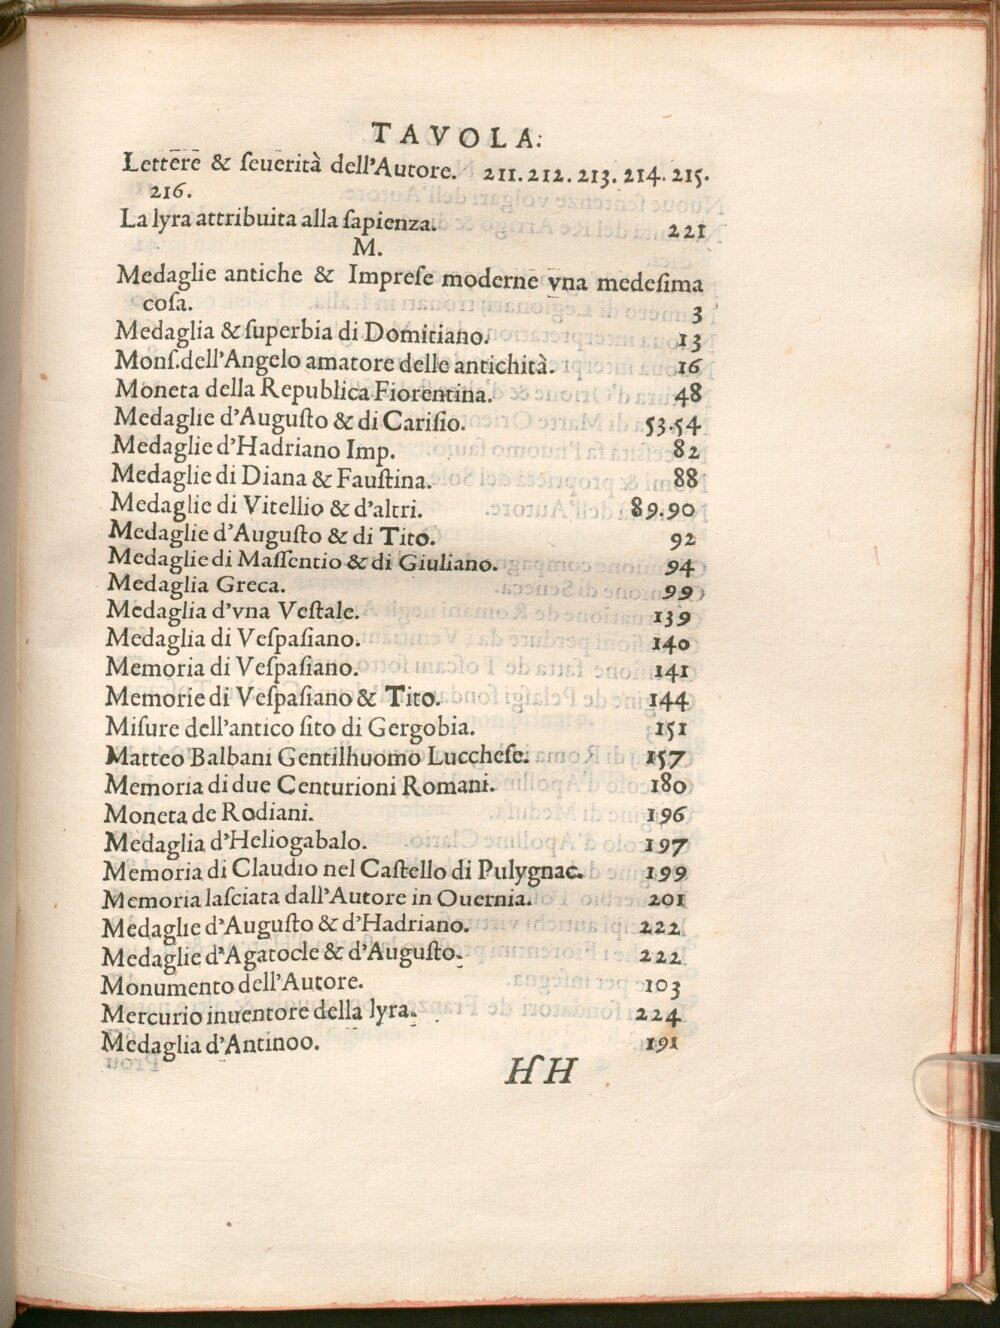 TAVOLA.
Lettere & ſeuerità dell'Autore. 211.212.213.214.215.
216.
La lyra attribuita alla ſapienza. 221
M.
Medaglie antiche & Impreſe moderne vna medeſima
coſa. 3
Medaglia & ſuperbia di Domitiano. 13
Monſ.dell'Angelo amatore delle antichità. 16
Moneta della Republica Fiorentina. 48
Medaglie d'Auguſto & di Cariſio. 53.54
Medaglie d'Hadriano Imp. 82
Medaglie di Diana & Fauſtina. 88
Medaglie di Vitellio & d'altri. 89.90
Medaglie d'Auguſto & di Tito. 92
Medaglie di Maſſentio & di Giuliano. 94
Medaglia Greca. 99
Medaglia d'vna Veſtale. 139
Medaglia di Veſpaſiano. 140
Memoria di Veſpaſiano. 141
Memorie di Veſpaſiano & Tito. 144
Miſure dell'antico ſito di Gergobia. 151
Matteo Balbani Gentilhuomo Luccheſe. 157
Memoria di due Centurioni Romani. 180
Moneta de Rodiani. 196
Medaglia d'Heliogabalo. 197
Memoria di Claudio nel Caſtello di Pulygnac. 199
Memoria laſciata dall'Autore in Ouernia. 201
Medaglie d'Auguſto & d'Hadriano. 222
Medaglie d'Agatocle & d'Auguſto. 222
Monumento dell'Autore. 103
Mercurio inuentore della lyra. 224
Medaglia d'Antinoo. 191